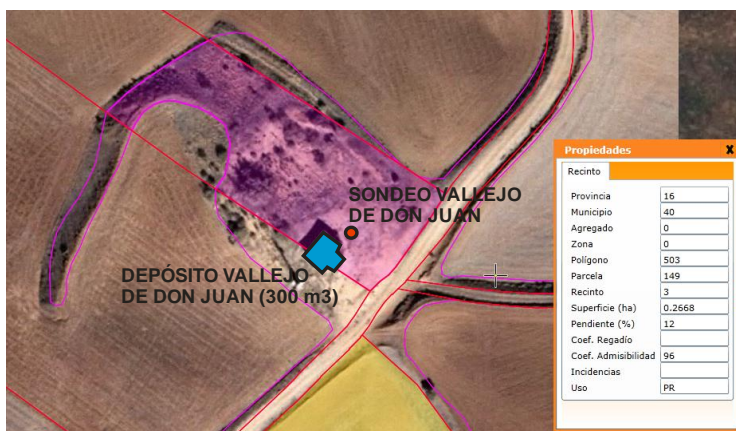 SONDEO VALLEJO
DE DON JUAN
DEPÓSITO VALLEJO
DE DON JUAN (300 m3)
Propiedades X
Recinto
Provincia 16
Municipio 40
Agregado 0
Zona 0
Polígono 503
Parcela 149
Recinto 3
Superficie (ha) 0.2668
Pendiente (%) 12
Coef. Regadío
Coef. Admisibilidad 96
Incidencias
Uso PR